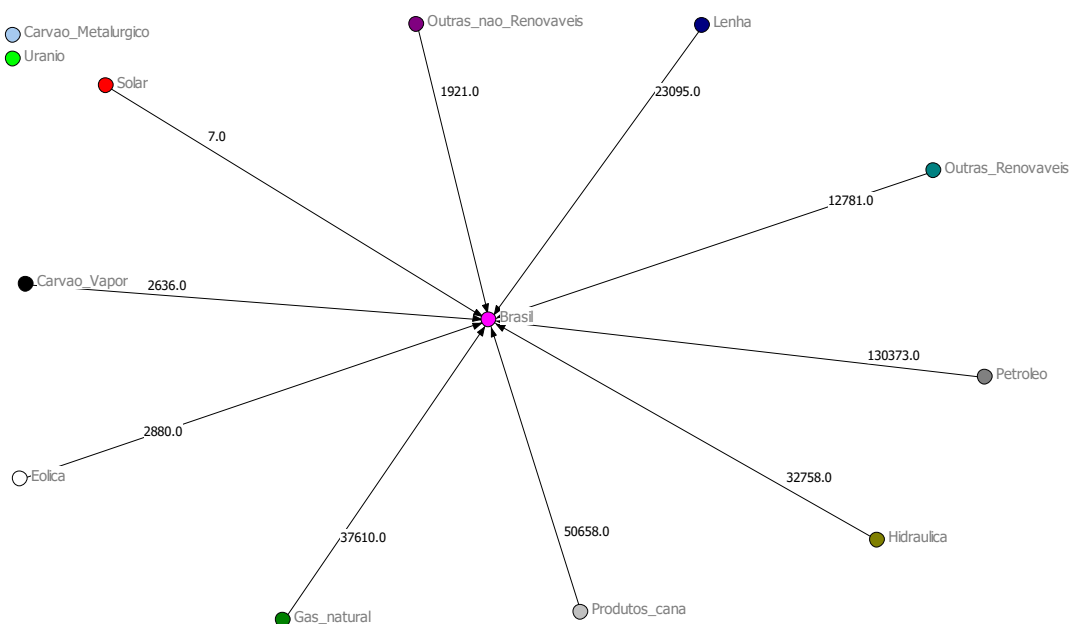 Outras_nao_Renovaveis
Lenha
Carvao_Metalurgico
Uranio
Solar
1921.0
23095.0
7.0
Outras_Renovaveis
12781.0
Carvao_Vapor
2636.0
Brasil
130373.0
Petroleo
2880.0
Eolica
32758.0
37610.0
50658.0
Hidraulica
Gas_natural
Produtos_cana